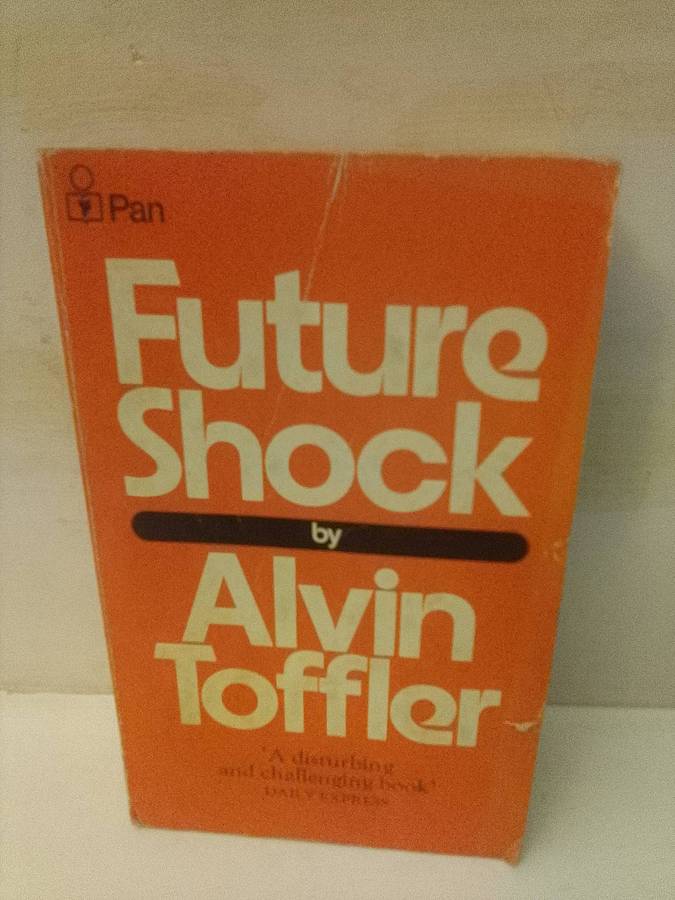 Pan
Future
Shock
by
Alvin
Toffler
'A disturbing
and challenging book'
DAILY EXPRESS